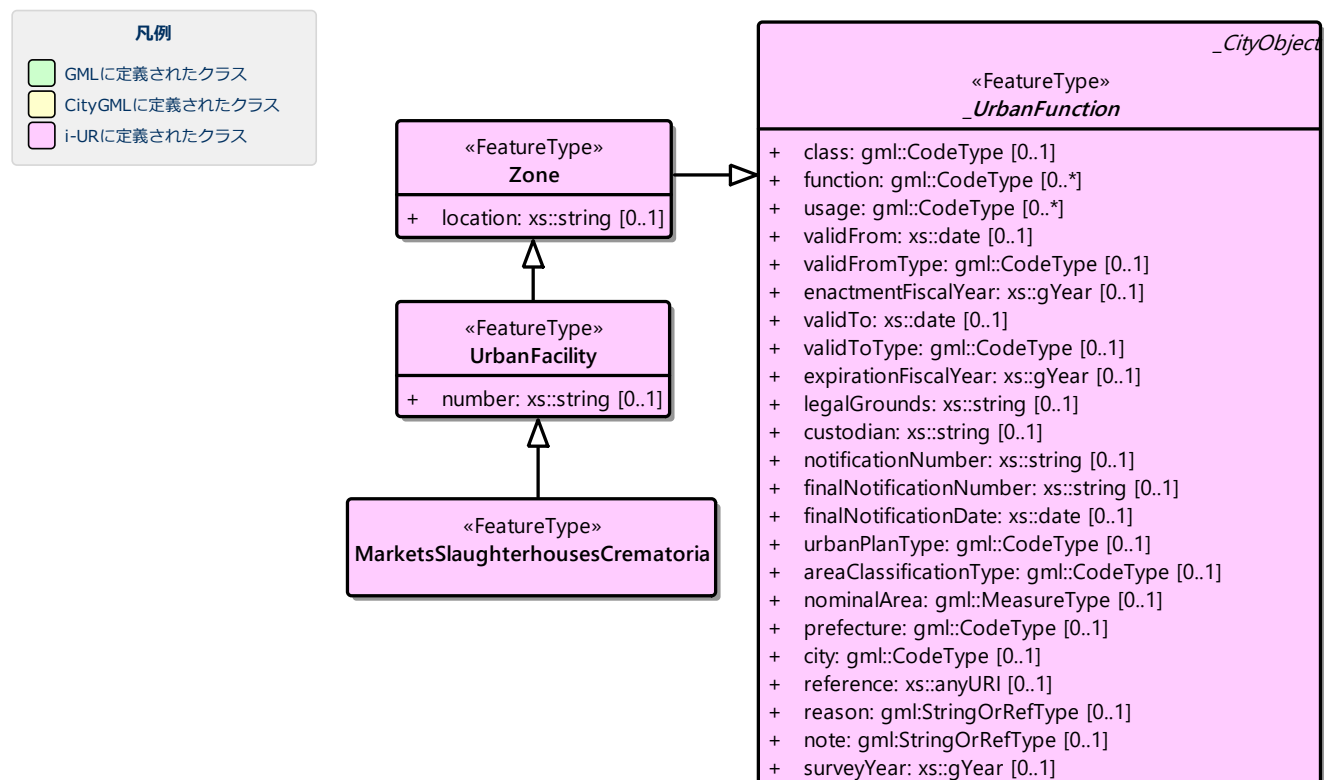 凡例
GMLに定義されたクラス
CityGMLに定義されたクラス
i-URに定義されたクラス
«FeatureType»
Zone
+ location: xs::string [0..1]
«FeatureType»
UrbanFacility
+ number: xs::string [0..1]
«FeatureType»
MarketsSlaughterhousesCrematoria
_CityObject
«FeatureType»
_UrbanFunction
+ class: gml::CodeType [0..1]
+ function: gml::CodeType [0..*]
+ usage: gml::CodeType [0..*]
+ validFrom: xs::date [0..1]
+ validFromType: gml::CodeType [0..1]
+ enactmentFiscalYear: xs::gYear [0..1]
+ validTo: xs::date [0..1]
+ validToType: gml::CodeType [0..1]
+ expirationFiscalYear: xs::gYear [0..1]
+ legalGrounds: xs::string [0..1]
+ custodian: xs::string [0..1]
+ notificationNumber: xs::string [0..1]
+ finalNotificationNumber: xs::string [0..1]
+ finalNotificationDate: xs::date [0..1]
+ urbanPlanType: gml::CodeType [0..1]
+ areaClassificationType: gml::CodeType [0..1]
+ nominalArea: gml::MeasureType [0..1]
+ prefecture: gml::CodeType [0..1]
+ city: gml::CodeType [0..1]
+ reference: xs::anyURI [0..1]
+ reason: gml:StringOrRefType [0..1]
+ note: gml:StringOrRefType [0..1]
+ surveyYear: xs::gYear [0..1]